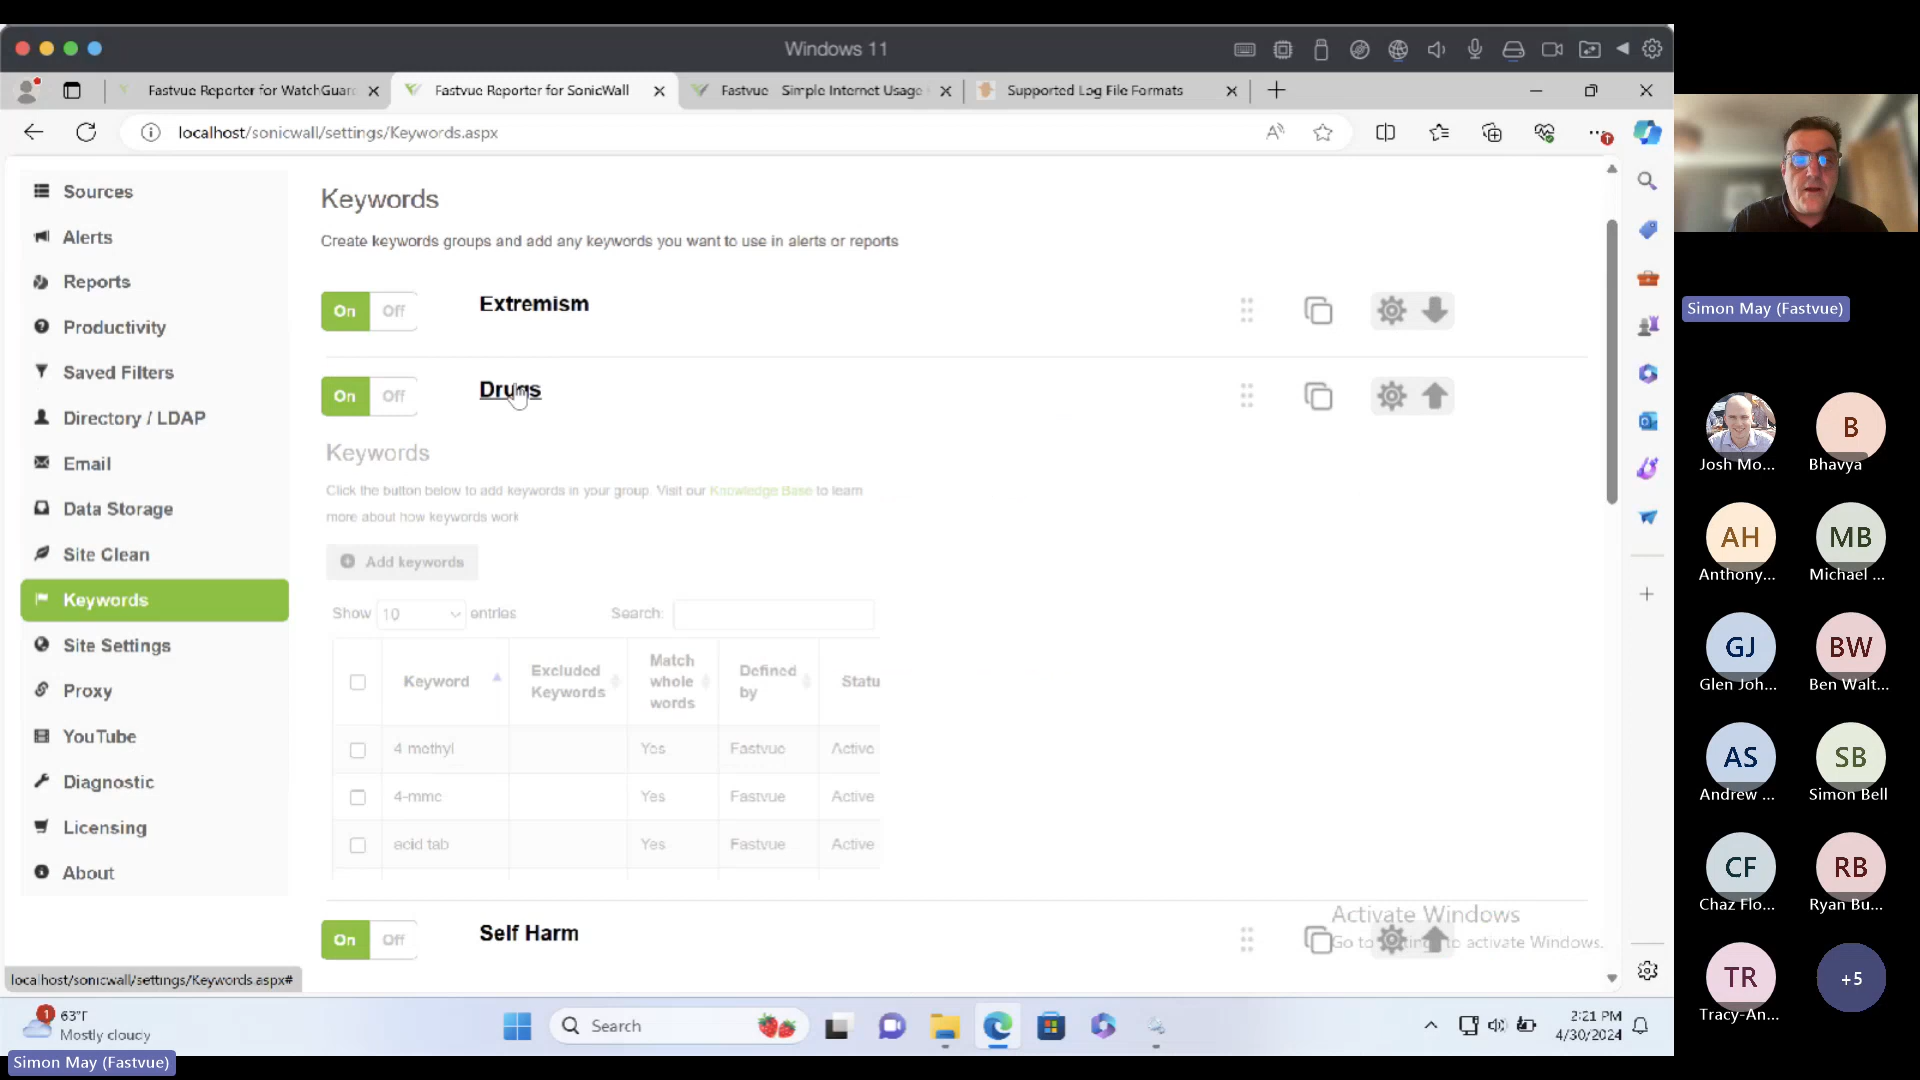 Windows 11
Fastvue Reporter for WatchGuar
Fastvue Reporter for SonicWall
Fastvue Simple Internet Usage
Supported Log File Formats
localhost/sonicwall/settings/Keywords.aspx
Sources
Alerts
Reports
Productivity
Saved Filters
Directory / LDAP
Email
Data Storage
Site Clean
Keywords
Site Settings
Proxy
YouTube
Diagnostic
Licensing
About
Keywords
Create keywords groups and add any keywords you want to use in alerts or reports
On Off Extremism
On Off Drugs
Keywords
Click the button below to add keywords in your group. Visit our Knowledge Base to learn
more about how keywords work
Add keywords
Show 10 entries Search:
Keyword Excluded Keywords Match whole words Defined by Statu
4 methyl Yes Fastvue Active
4-mmc Yes Fastvue Active
acid tab Yes Fastvue Active
On Off Self Harm
Activate Windows
Go to to activate Windows.
localhost/sonicwall/settings/Keywords.aspx#
1
63°F
Mostly cloudy
Search
2:21 PM
4/30/2024
Simon May (Fastvue)
Simon May (Fastvue)
Josh Mo...
B
Bhavya
AH
Anthony...
MB
Michael ...
GJ
Glen Joh...
BW
Ben Walt...
AS
Andrew ...
SB
Simon Bell
CF
Chaz Flo...
RB
Ryan Bu...
TR
Tracy-An...
+5